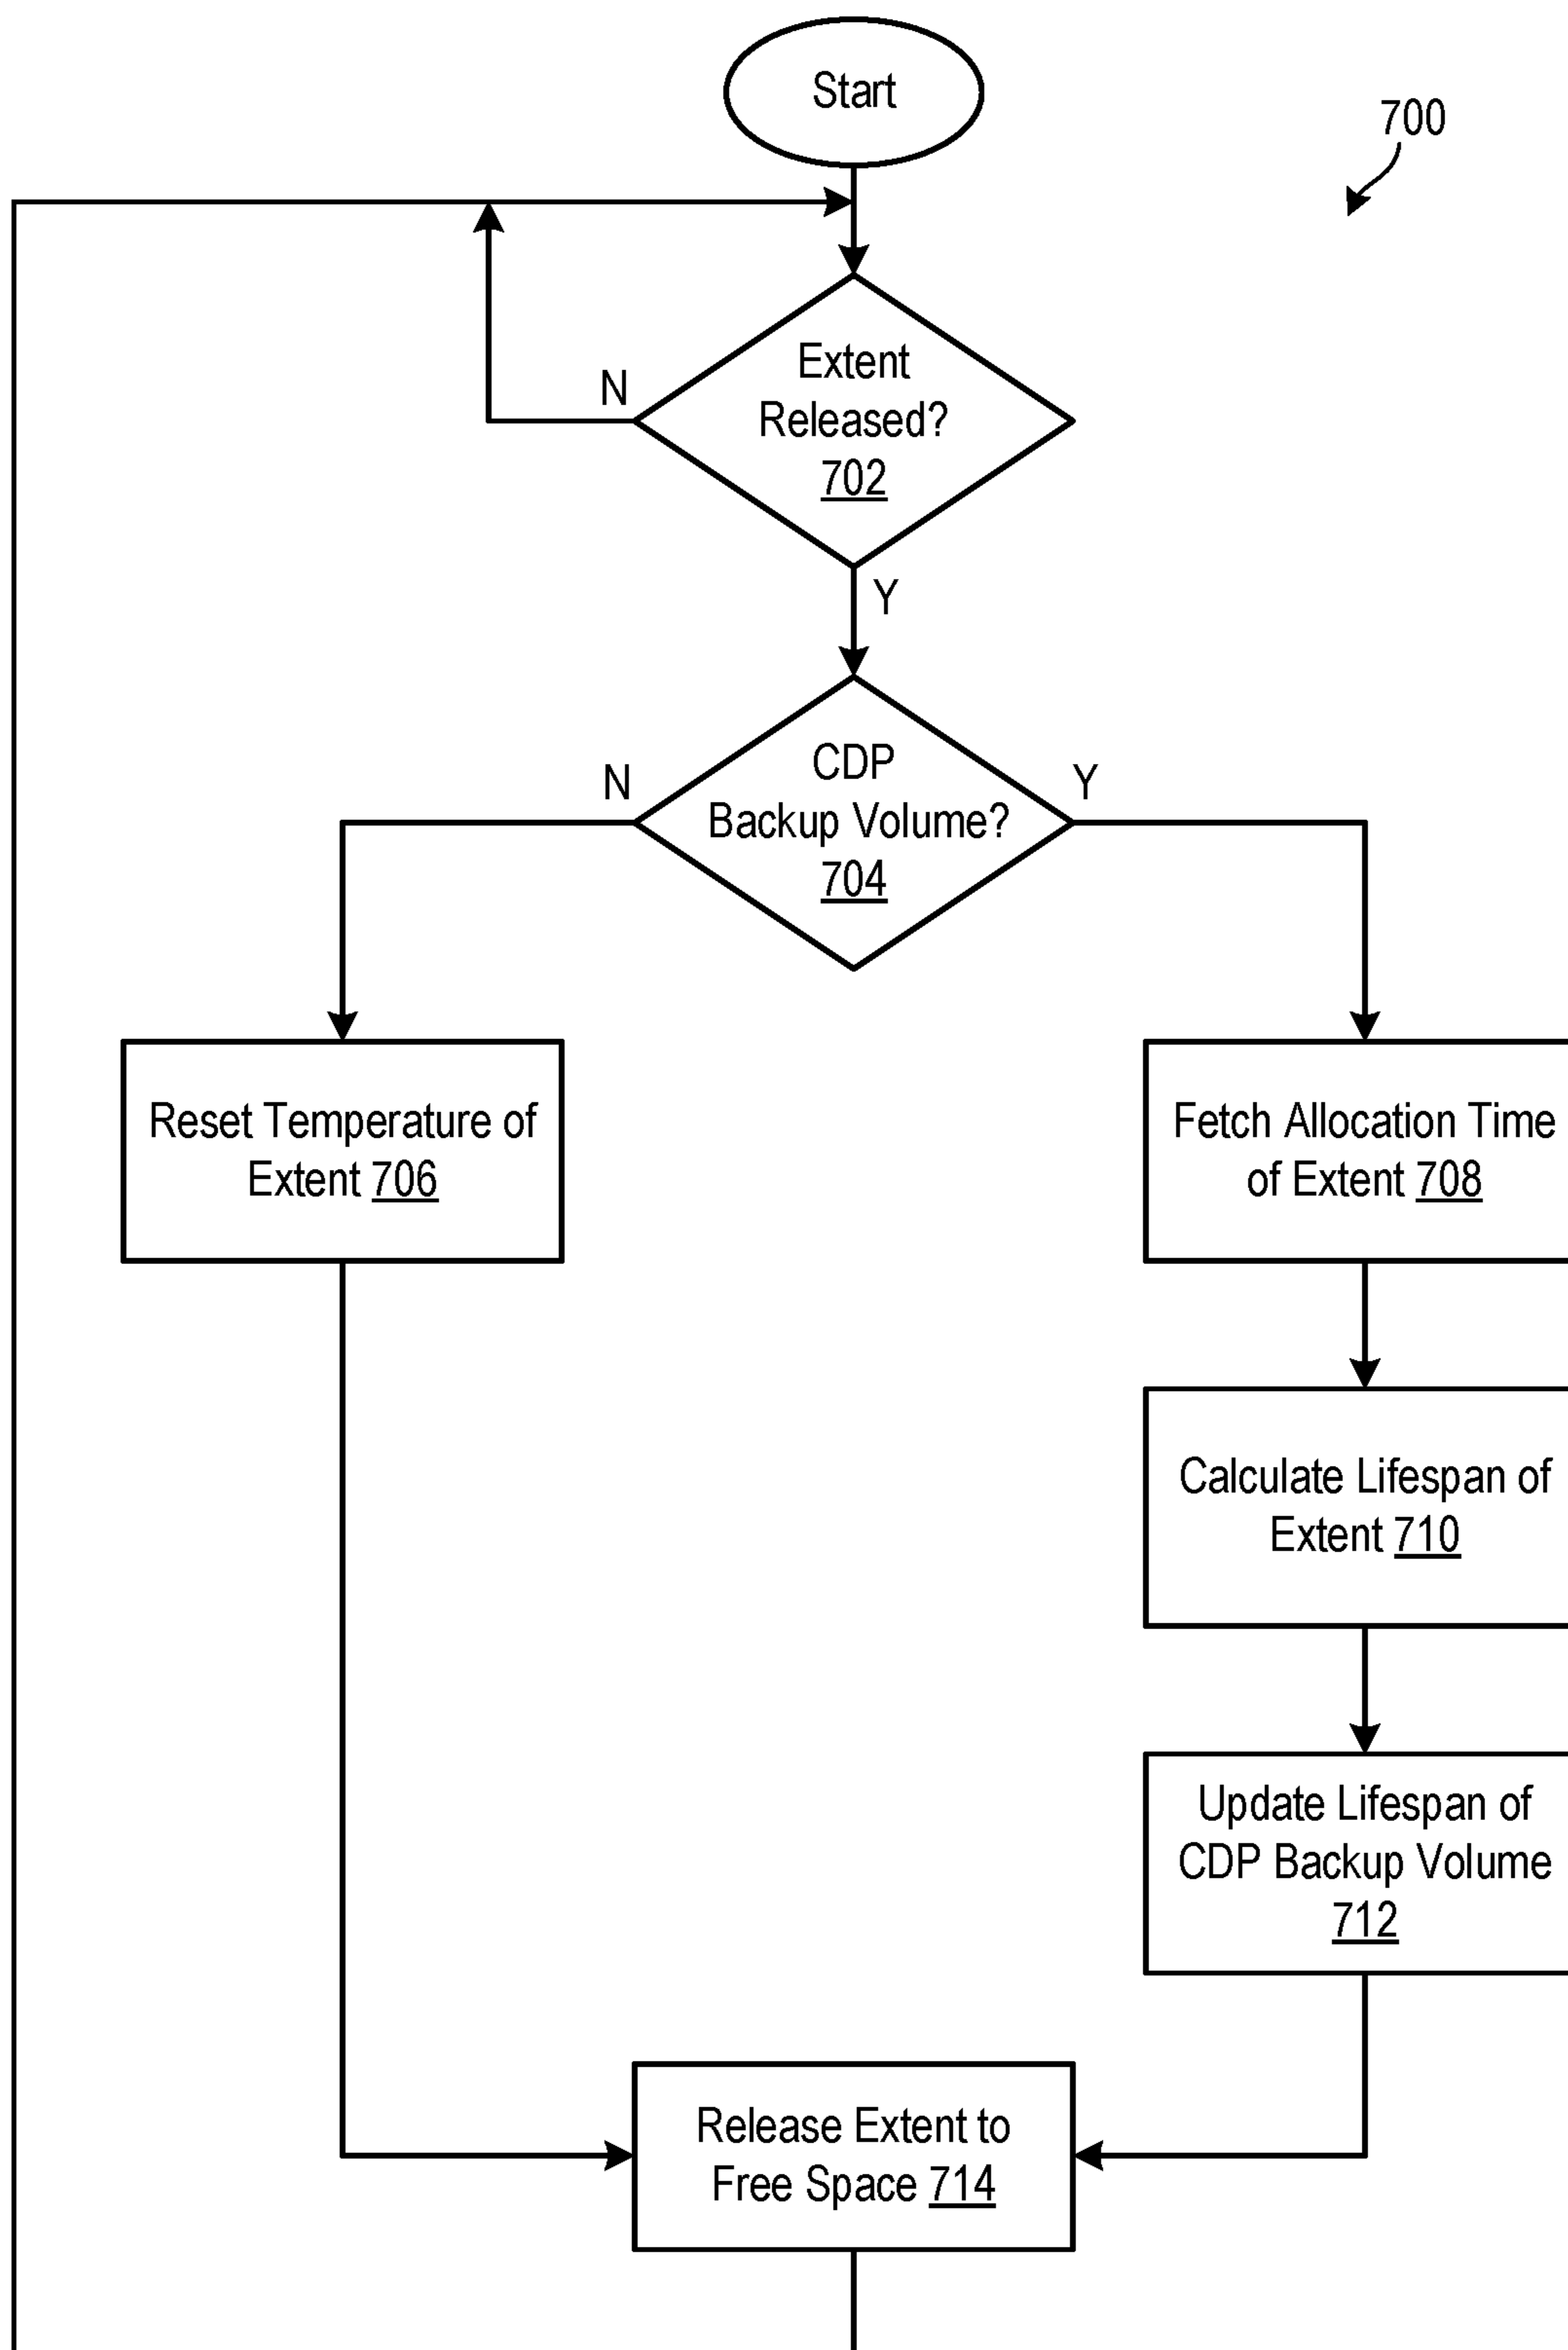 Start
700
Extent
Released?
702
N
Y
CDP
Backup Volume?
704
N
Y
Reset Temperature of
Extent 706
Fetch Allocation Time
of Extent 708
Calculate Lifespan of
Extent 710
Update Lifespan of
CDP Backup Volume
712
Release Extent to
Free Space 714